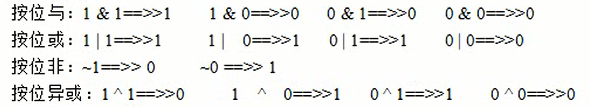 按位与：1 & 1==>>1 1 & 0==>>0 0 & 1==>>0 0 & 0==>>0
按位或：1 | 1==>>1 1 | 0==>>1 0 | 1==>>1 0 | 0==>>0
按位非：~1==>> 0 ~0 ==>> 1
按位异或：1 ^ 1==>>0 1 ^ 0==>>1 0 ^ 1==>>1 0 ^ 0==>>0